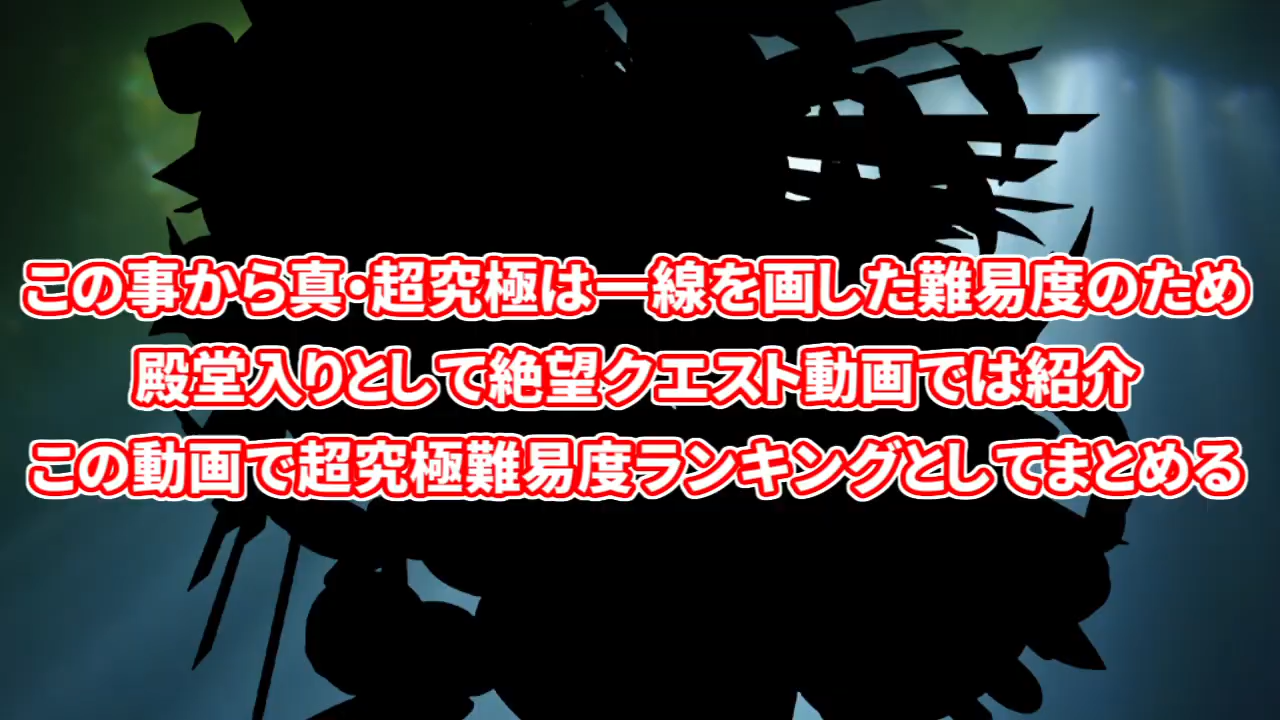 この事から真・超究極は一線を画した難易度のため
殿堂入りとして絶望クエスト動画では紹介
この動画で超究極難易度ランキングとしてまとめる